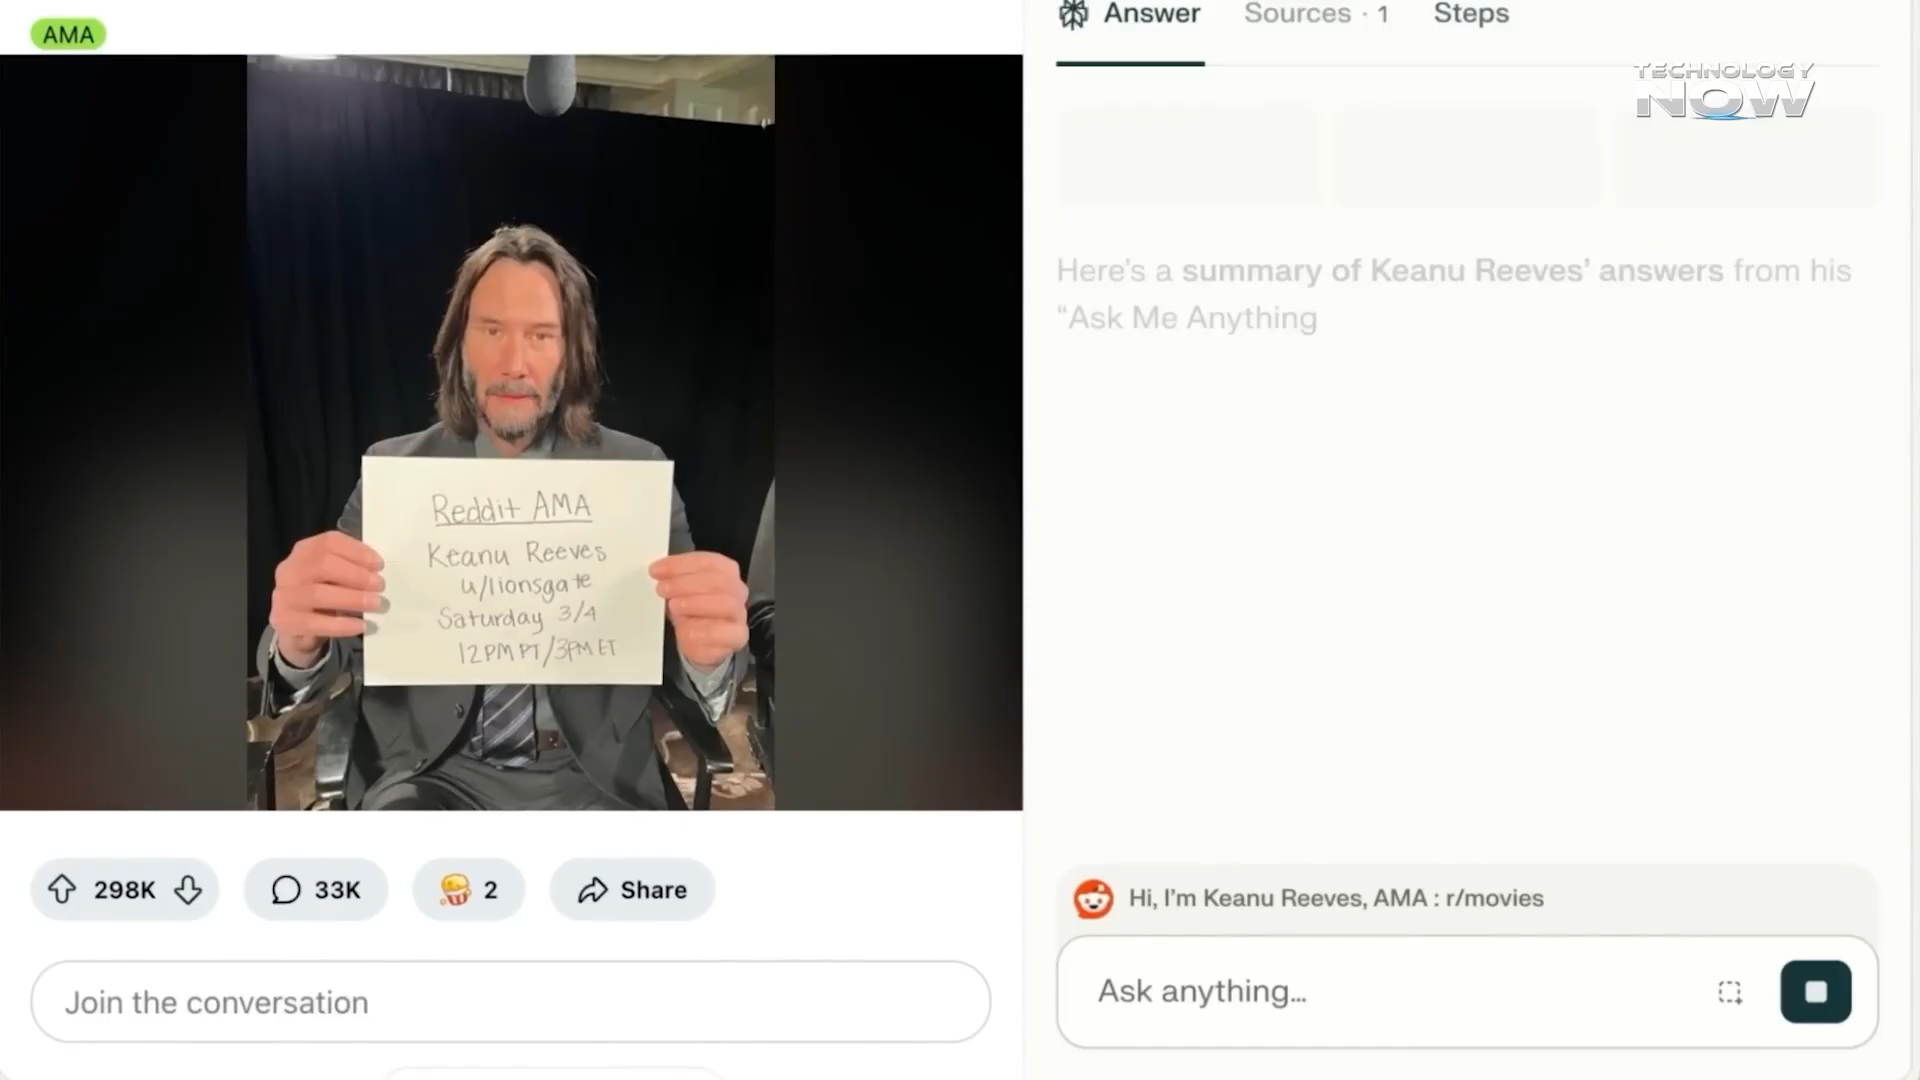 AMA
Reddit AMA
Keanu Reeves
u/lionsgate
Saturday 3/4
12PM PT/3PM ET
298K
33K
2
Share
Join the conversation
Answer
Sources · 1
Steps
TECHNOLOGY
NOW
Here’s a summary of Keanu Reeves’ answers from his
“Ask Me Anything
Hi, I’m Keanu Reeves, AMA : r/movies
Ask anything…